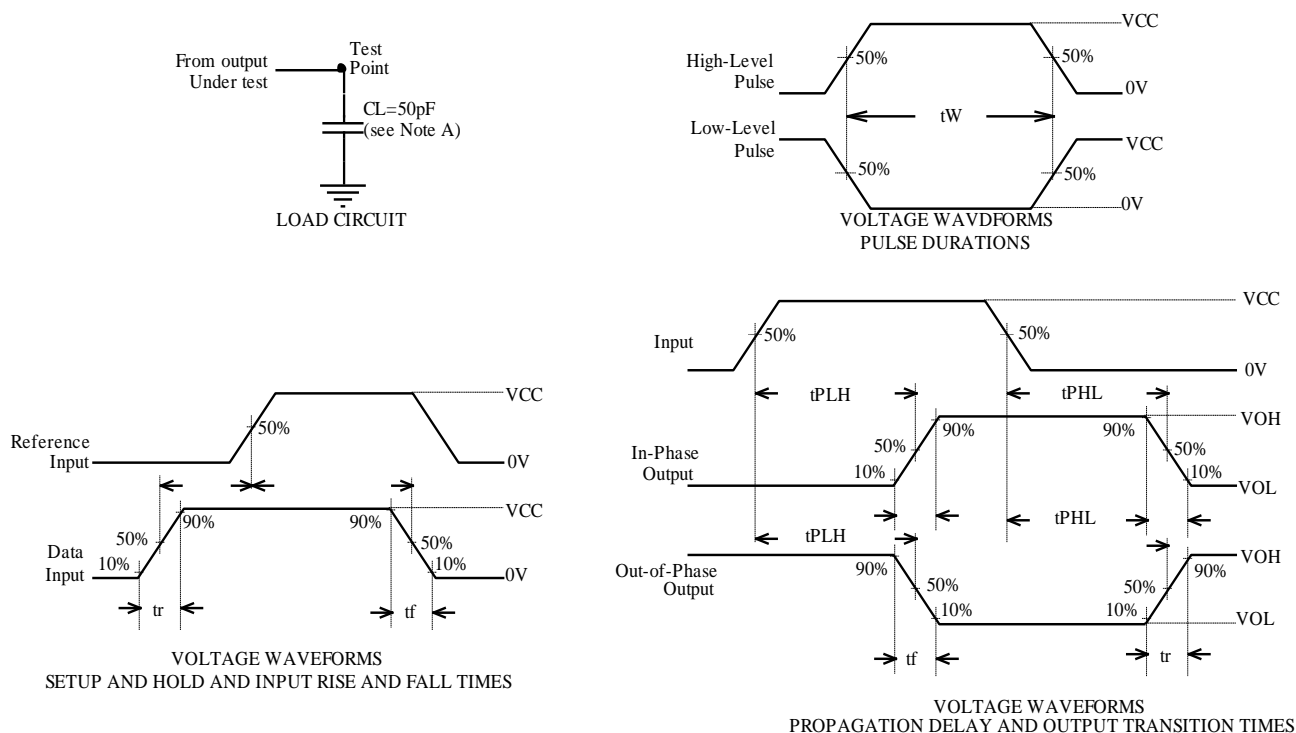 From output
Under test
Test
Point
CL=50pF
(see Note A)
LOAD CIRCUIT
High-Level
Pulse
50%
50%
VCC
0V
tW
Low-Level
Pulse
50%
50%
VCC
0V
VOLTAGE WAVDFORMS
PULSE DURATIONS
Reference
Input
50%
VCC
0V
Data
Input
10%
50%
90%
90%
50%
10%
VCC
0V
tr
tf
VOLTAGE WAVEFORMS
SETUP AND HOLD AND INPUT RISE AND FALL TIMES
Input
50%
50%
VCC
0V
tPLH
tPHL
In-Phase
Output
10%
50%
90%
90%
50%
10%
VOH
VOL
tPLH
tPHL
Out-of-Phase
Output
90%
50%
10%
10%
50%
90%
VOH
VOL
tf
tr
VOLTAGE WAVEFORMS
PROPAGATION DELAY AND OUTPUT TRANSITION TIMES